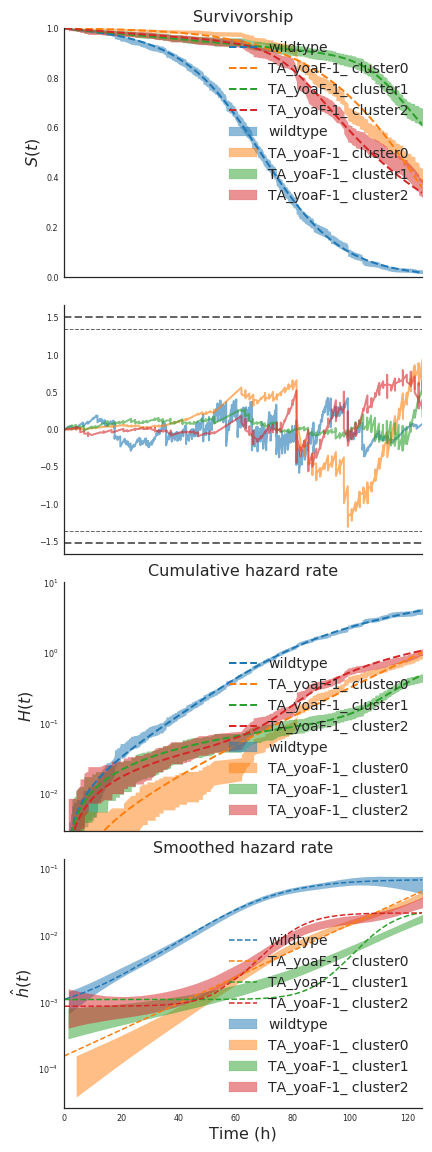 Survivorship
1.0
0.8
0.6
0.4
0.2
0.0
S(t)
wildtype
TA_yoaF-1_ cluster0
TA_yoaF-1_ cluster1
TA_yoaF-1_ cluster2
wildtype
TA_yoaF-1_ cluster0
TA_yoaF-1_ cluster1
TA_yoaF-1_ cluster2
1.5
1.0
0.5
0.0
−0.5
−1.0
−1.5
Cumulative hazard rate
10¹
10⁰
10⁻¹
10⁻²
H(t)
wildtype
TA_yoaF-1_ cluster0
TA_yoaF-1_ cluster1
TA_yoaF-1_ cluster2
wildtype
TA_yoaF-1_ cluster0
TA_yoaF-1_ cluster1
TA_yoaF-1_ cluster2
Smoothed hazard rate
10⁻¹
10⁻²
10⁻³
10⁻⁴
ĥ(t)
wildtype
TA_yoaF-1_ cluster0
TA_yoaF-1_ cluster1
TA_yoaF-1_ cluster2
wildtype
TA_yoaF-1_ cluster0
TA_yoaF-1_ cluster1
TA_yoaF-1_ cluster2
0 20 40 60 80 100 120
Time (h)